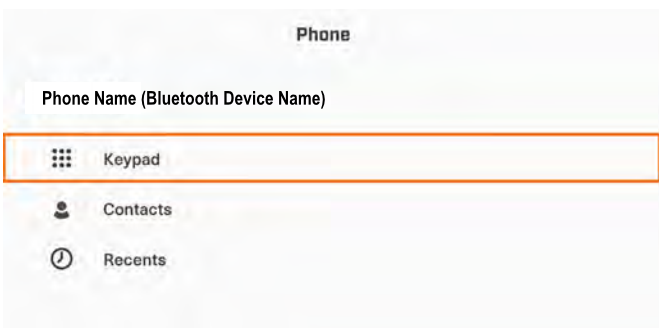 Phone
Phone Name (Bluetooth Device Name)
Keypad
Contacts
Recents